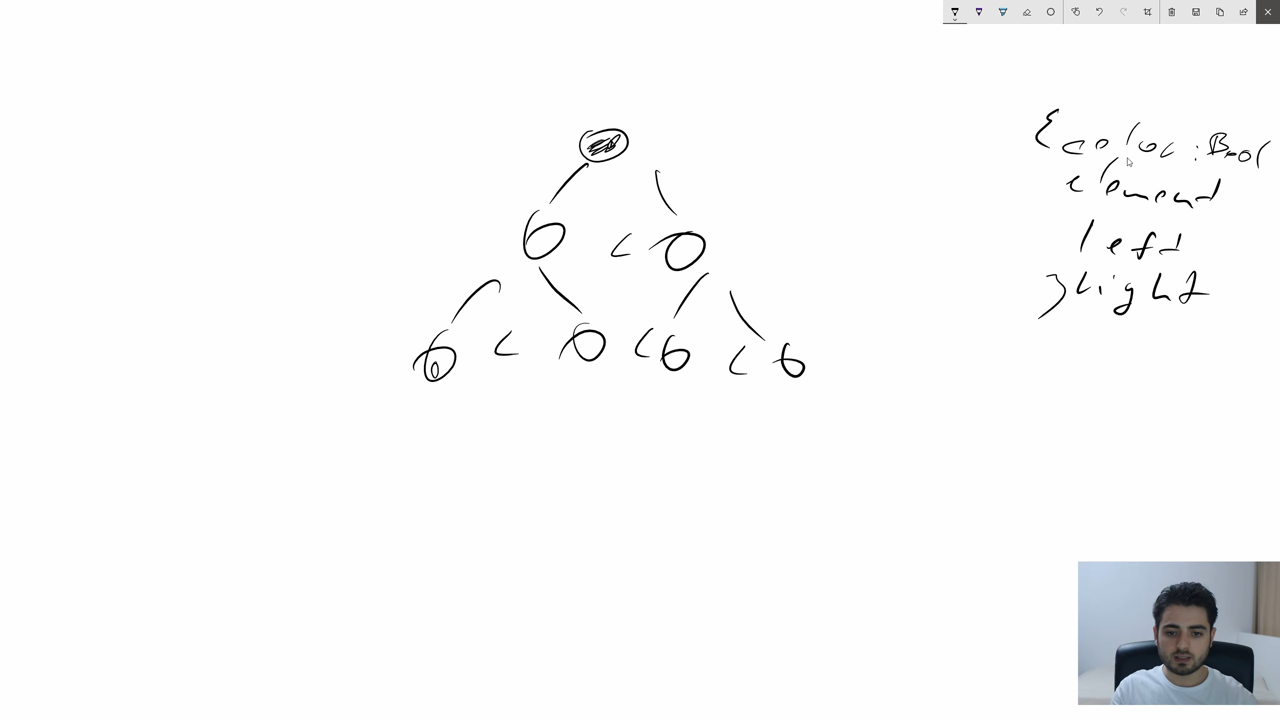 { color : Bool
element
left
} right
<
< < <